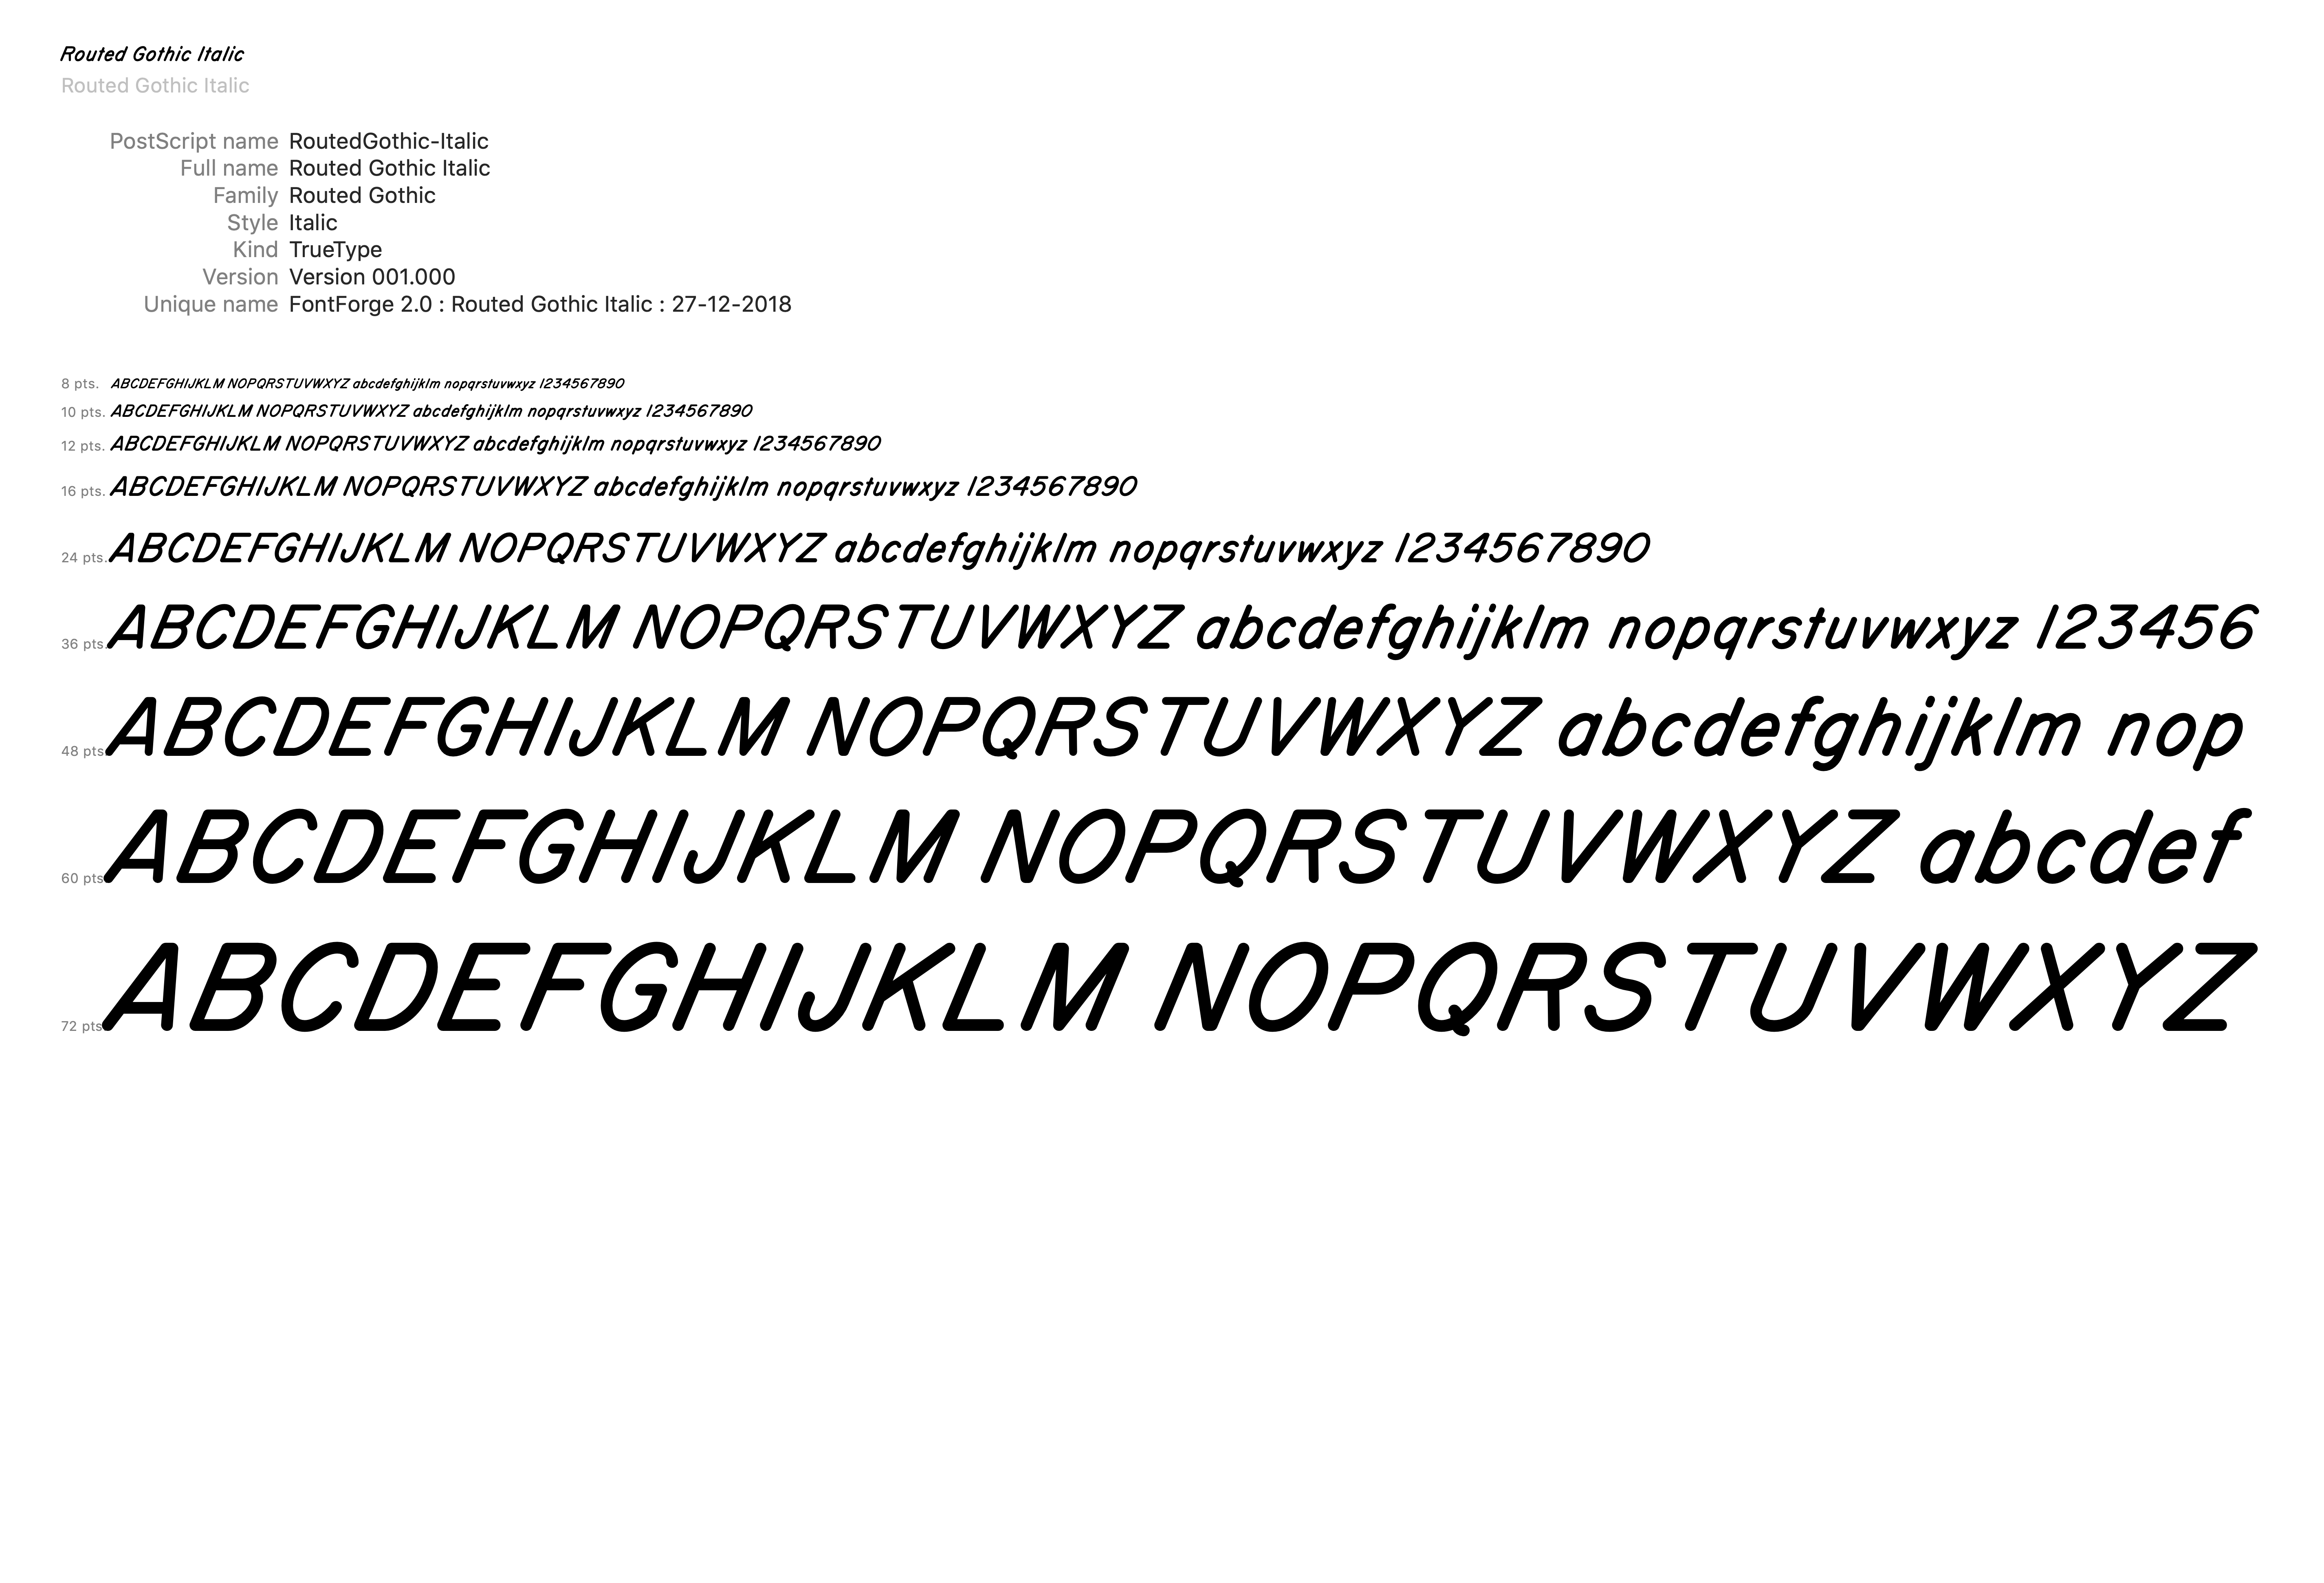 Routed Gothic Italic
Routed Gothic Italic
PostScript name RoutedGothic-Italic
Full name Routed Gothic Italic
Family Routed Gothic
Style Italic
Kind TrueType
Version Version 001.000
Unique name FontForge 2.0 : Routed Gothic Italic : 27-12-2018
8 pts. ABCDEFGHIJKLM NOPQRSTUVWXYZ abcdefghijklm nopqrstuvwxyz 1234567890
10 pts. ABCDEFGHIJKLM NOPQRSTUVWXYZ abcdefghijklm nopqrstuvwxyz 1234567890
12 pts. ABCDEFGHIJKLM NOPQRSTUVWXYZ abcdefghijklm nopqrstuvwxyz 1234567890
16 pts. ABCDEFGHIJKLM NOPQRSTUVWXYZ abcdefghijklm nopqrstuvwxyz 1234567890
24 pts. ABCDEFGHIJKLM NOPQRSTUVWXYZ abcdefghijklm nopqrstuvwxyz 1234567890
36 pts. ABCDEFGHIJKLM NOPQRSTUVWXYZ abcdefghijklm nopqrstuvwxyz 123456
48 pts ABCDEFGHIJKLM NOPQRSTUVWXYZ abcdefghijklm nop
60 pts ABCDEFGHIJKLM NOPQRSTUVWXYZ abcdef
72 pts ABCDEFGHIJKLM NOPQRSTUVWXYZ